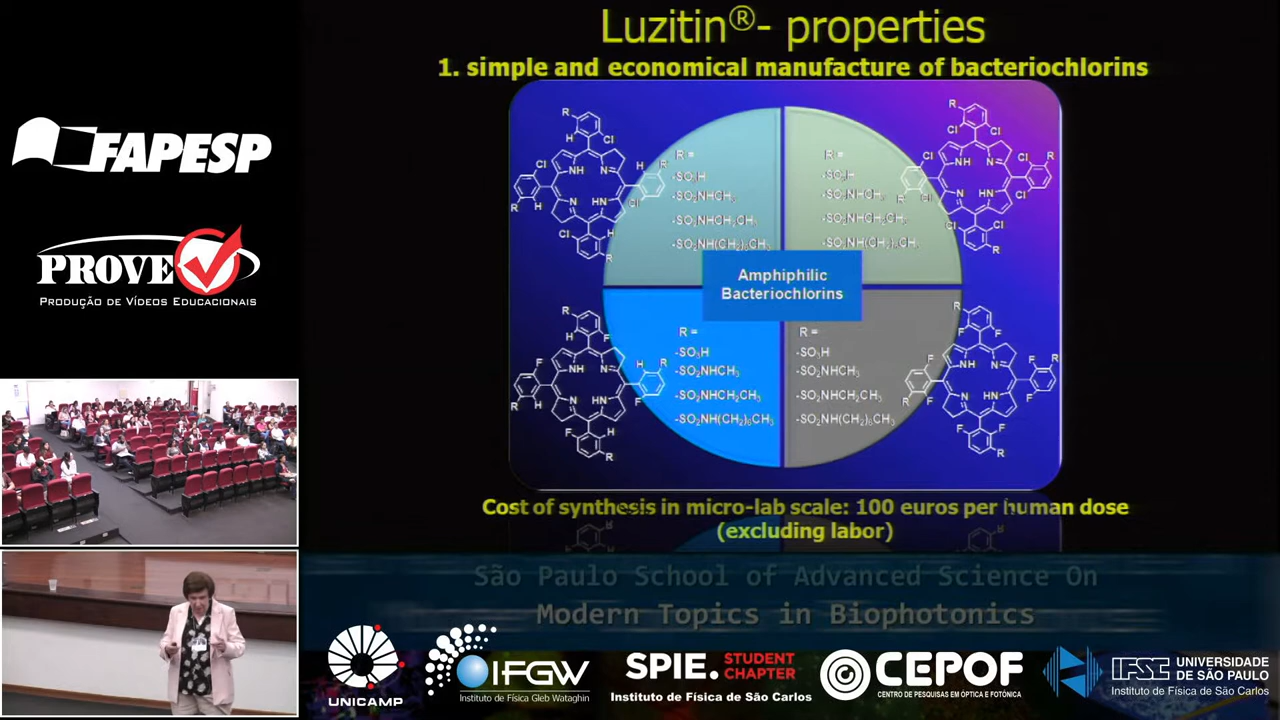 Luzitin®- properties
1. simple and economical manufacture of bacteriochlorins
FAPESP
PROVE
PRODUÇÃO DE VÍDEOS EDUCACIONAIS
R =
-SO₃H
-SO₂NHCH₃
-SO₂NHCH₂CH₃
-SO₂NH(CH₂)₆CH₃
R =
-SO₃H
-SO₂NHCH₃
-SO₂NHCH₂CH₃
-SO₂NH(CH₂)₆CH₃
Amphiphilic
Bacteriochlorins
R =
-SO₃H
-SO₂NHCH₃
-SO₂NHCH₂CH₃
-SO₂NH(CH₂)₆CH₃
R =
-SO₃H
-SO₂NHCH₃
-SO₂NHCH₂CH₃
-SO₂NH(CH₂)₆CH₃
Cost of synthesis in micro-lab scale: 100 euros per human dose
(excluding labor)
São Paulo School of Advanced Science On
Modern Topics in Biophotonics
UNICAMP
IFGW
Instituto de Física Gleb Wataghin
SPIE. STUDENT CHAPTER
Instituto de Física de São Carlos
CEPOF
CENTRO DE PESQUISAS EM ÓPTICA E FOTÔNICA
IFSC UNIVERSIDADE DE SÃO PAULO
Instituto de Física de São Carlos